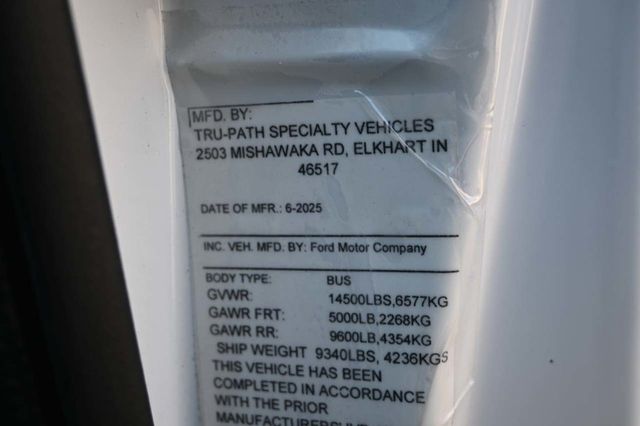 MFD. BY:
TRU-PATH SPECIALTY VEHICLES
2503 MISHAWAKA RD, ELKHART IN
46517
DATE OF MFR.: 6-2025
INC. VEH. MFD. BY: Ford Motor Company
BODY TYPE: BUS
GVWR: 14500LBS,6577KG
GAWR FRT: 5000LB,2268KG
GAWR RR: 9600LB,4354KG
SHIP WEIGHT 9340LBS, 4236KGS
THIS VEHICLE HAS BEEN
COMPLETED IN ACCORDANCE
WITH THE PRIOR